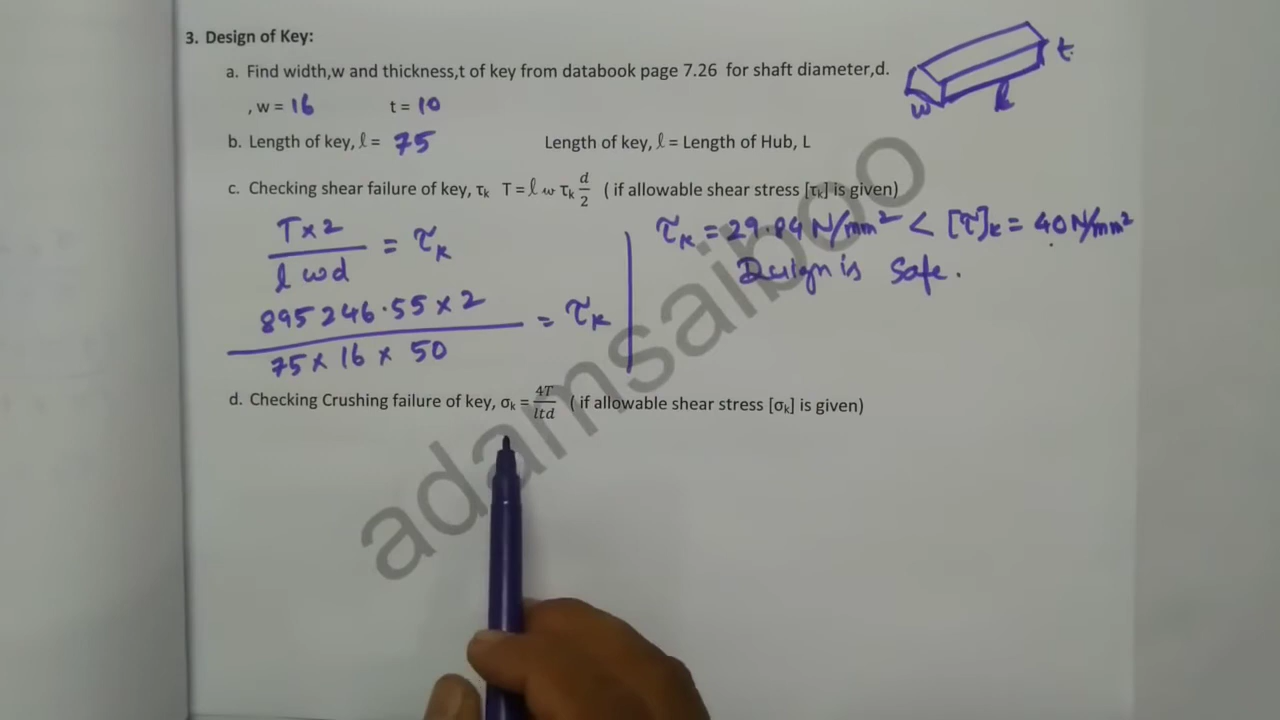 3. Design of Key:
a. Find width,w and thickness,t of key from databook page 7.26 for shaft diameter,d.
, w = 16 t = 10
w l t
b. Length of key, l = 75 Length of key, l = Length of Hub, L
c. Checking shear failure of key, τk T = l w τk d/2 ( if allowable shear stress [τk] is given)
T×2 / l wd = τk
895246.55 × 2 / 75 × 16 × 50 = τk
τk = 29.84 N/mm² < [τ]k = 40 N/mm²
Design is safe.
d. Checking Crushing failure of key, σk = 4T/ltd ( if allowable shear stress [σk] is given)
adamsaiboo